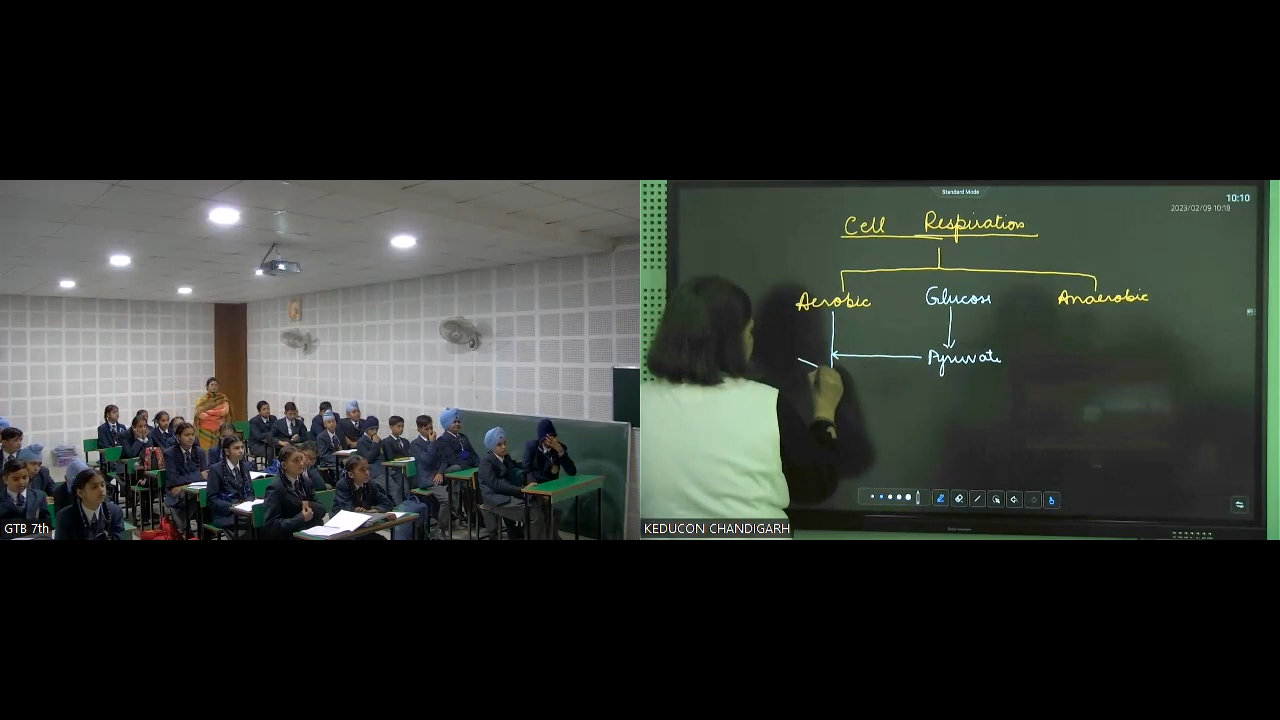 Standard Mode
10:10
2023/02/09 10:18
Cell Respiration
Aerobic Glucose Anaerobic
Pyruvate
GTB 7th
KEDUCON CHANDIGARH